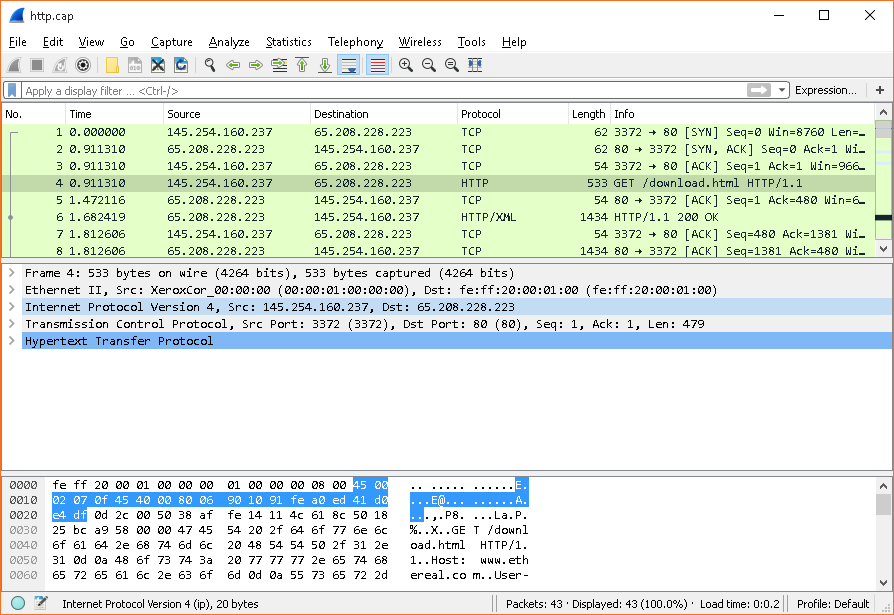 http.cap
File Edit View Go Capture Analyze Statistics Telephony Wireless Tools Help
Apply a display filter ... <Ctrl-/> Expression... +
No. Time Source Destination Protocol Length Info
1 0.000000 145.254.160.237 65.208.228.223 TCP 62 3372 → 80 [SYN] Seq=0 Win=8760 Len=…
2 0.911310 65.208.228.223 145.254.160.237 TCP 62 80 → 3372 [SYN, ACK] Seq=0 Ack=1 Wi…
3 0.911310 145.254.160.237 65.208.228.223 TCP 54 3372 → 80 [ACK] Seq=1 Ack=1 Win=966…
4 0.911310 145.254.160.237 65.208.228.223 HTTP 533 GET /download.html HTTP/1.1
5 1.472116 65.208.228.223 145.254.160.237 TCP 54 80 → 3372 [ACK] Seq=1 Ack=480 Win=6…
6 1.682419 65.208.228.223 145.254.160.237 HTTP/XML 1434 HTTP/1.1 200 OK
7 1.812606 145.254.160.237 65.208.228.223 TCP 54 3372 → 80 [ACK] Seq=480 Ack=1381 Wi…
8 1.812606 65.208.228.223 145.254.160.237 TCP 1434 80 → 3372 [ACK] Seq=1381 Ack=480 Wi…
Frame 4: 533 bytes on wire (4264 bits), 533 bytes captured (4264 bits)
Ethernet II, Src: XeroxCor_00:00:00 (00:00:01:00:00:00), Dst: fe:ff:20:00:01:00 (fe:ff:20:00:01:00)
Internet Protocol Version 4, Src: 145.254.160.237, Dst: 65.208.228.223
Transmission Control Protocol, Src Port: 3372 (3372), Dst Port: 80 (80), Seq: 1, Ack: 1, Len: 479
Hypertext Transfer Protocol
0000 fe ff 20 00 01 00 00 00 01 00 00 00 08 00 45 00 .. ..... ......E.
0010 02 07 0f 45 40 00 80 06 90 10 91 fe a0 ed 41 d0 ...E@... ......A.
0020 e4 df 0d 2c 00 50 38 af fe 14 11 4c 61 8c 50 18 ...,.P8. ...La.P.
0030 25 bc a9 58 00 00 47 45 54 20 2f 64 6f 77 6e 6c %..X..GE T /downl
0040 6f 61 64 2e 68 74 6d 6c 20 48 54 54 50 2f 31 2e oad.html HTTP/1.
0050 31 0d 0a 48 6f 73 74 3a 20 77 77 77 2e 65 74 68 1..Host: www.eth
0060 65 72 65 61 6c 2e 63 6f 6d 0d 0a 55 73 65 72 2d ereal.co m..User-
Internet Protocol Version 4 (ip), 20 bytes Packets: 43 · Displayed: 43 (100.0%) · Load time: 0:0.2 Profile: Default